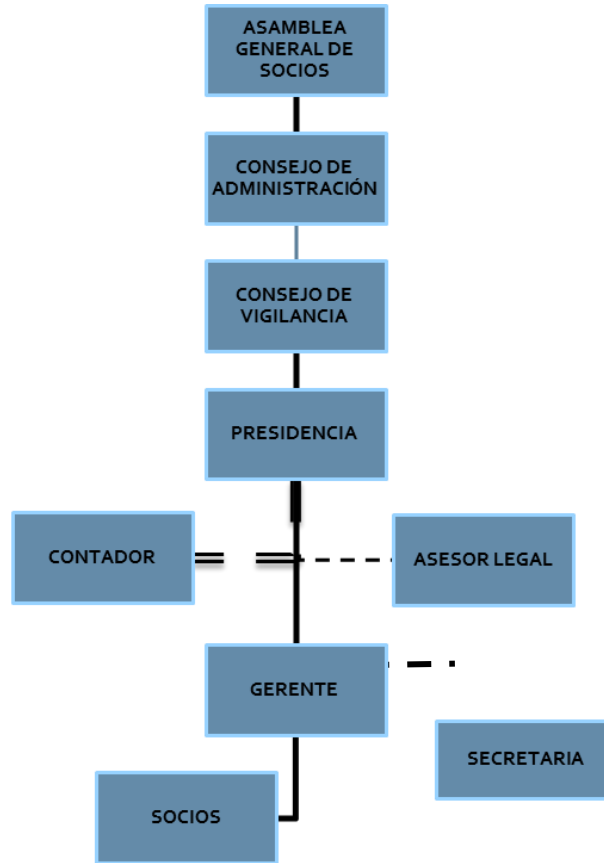 ASAMBLEA
GENERAL DE
SOCIOS
CONSEJO DE
ADMINISTRACIÓN
CONSEJO DE
VIGILANCIA
PRESIDENCIA
CONTADOR
ASESOR LEGAL
GERENTE
SECRETARIA
SOCIOS